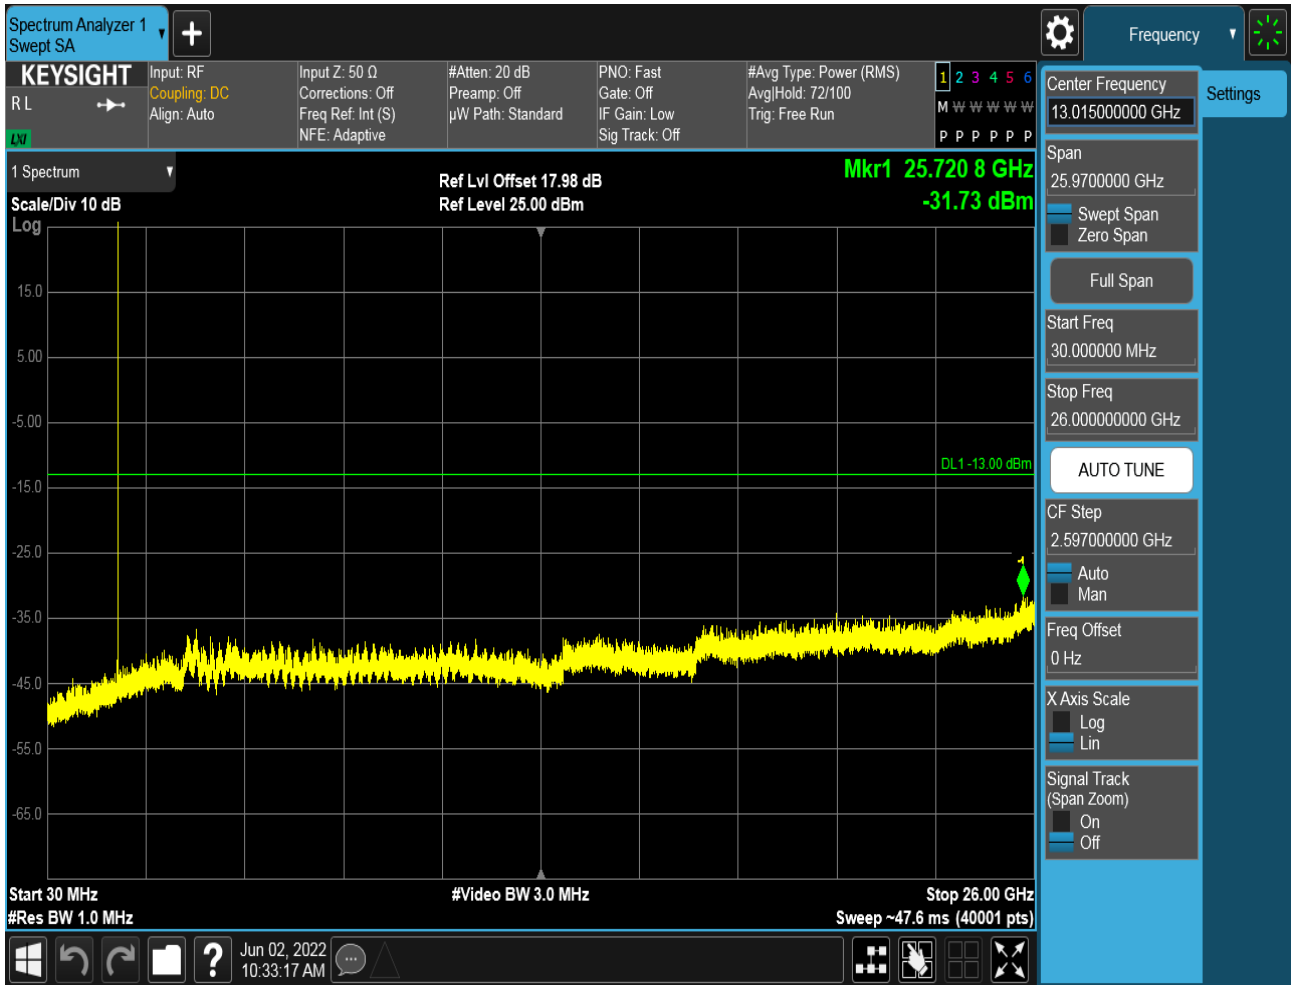 Spectrum Analyzer 1
Swept SA
Frequency
KEYSIGHT
R L
LXI
Input: RF
Coupling: DC
Align: Auto
Input Z: 50 Ω
Corrections: Off
Freq Ref: Int (S)
NFE: Adaptive
#Atten: 20 dB
Preamp: Off
µW Path: Standard
PNO: Fast
Gate: Off
IF Gain: Low
Sig Track: Off
#Avg Type: Power (RMS)
Avg|Hold: 72/100
Trig: Free Run
1 2 3 4 5 6
M W W W W W
P P P P P P
1 Spectrum
Scale/Div 10 dB
Log
Ref Lvl Offset 17.98 dB
Ref Level 25.00 dBm
Mkr1 25.720 8 GHz
-31.73 dBm
15.0
5.00
-5.00
-15.0
-25.0
-35.0
-45.0
-55.0
-65.0
DL1 -13.00 dBm
1
Start 30 MHz
#Res BW 1.0 MHz
#Video BW 3.0 MHz
Stop 26.00 GHz
Sweep ~47.6 ms (40001 pts)
Jun 02, 2022
10:33:17 AM
Center Frequency
13.015000000 GHz
Settings
Span
25.9700000 GHz
Swept Span
Zero Span
Full Span
Start Freq
30.000000 MHz
Stop Freq
26.000000000 GHz
AUTO TUNE
CF Step
2.597000000 GHz
Auto
Man
Freq Offset
0 Hz
X Axis Scale
Log
Lin
Signal Track
(Span Zoom)
On
Off